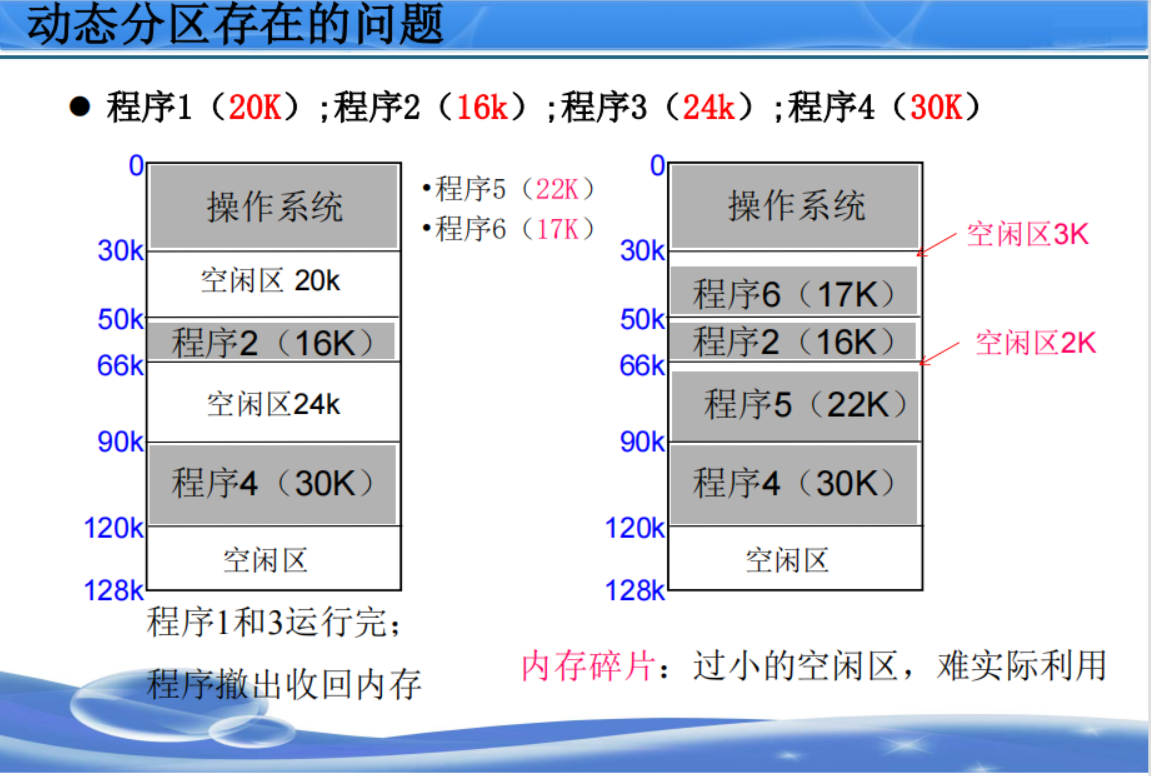 动态分区存在的问题
● 程序1（20K）;程序2（16k）;程序3（24k）;程序4（30K）
0
操作系统
30k
空闲区 20k
50k
程序2（16K）
66k
空闲区24k
90k
程序4（30K）
120k
空闲区
128k
程序1和3运行完；
程序撤出收回内存
•程序5（22K）
•程序6（17K）
0
操作系统
30k
空闲区3K
程序6（17K）
50k
程序2（16K）
66k
空闲区2K
程序5（22K）
90k
程序4（30K）
120k
空闲区
128k
内存碎片：过小的空闲区，难实际利用